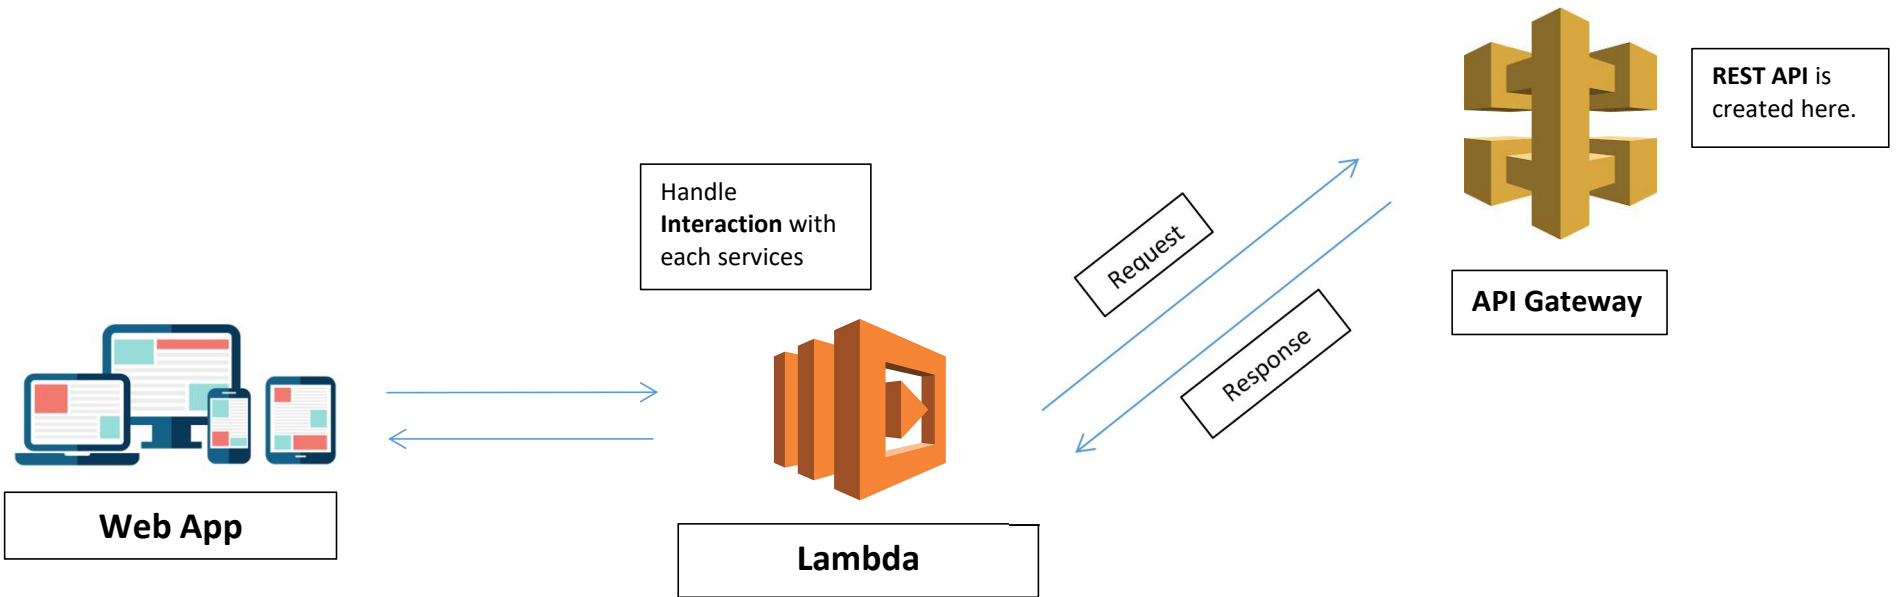 REST API is
created here.
Handle
Interaction with
each services
Request
API Gateway
Response
Web App
Lambda